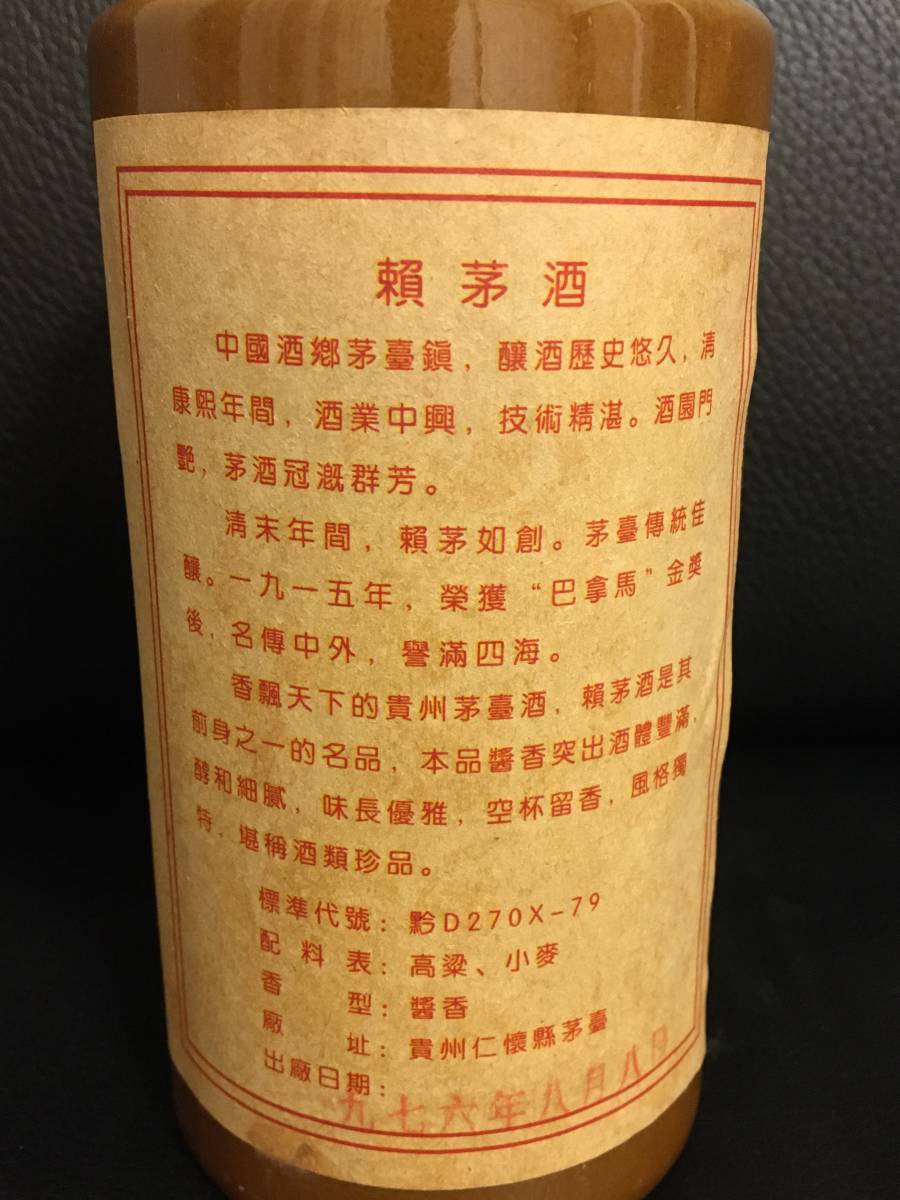 賴茅酒
中國酒鄉茅臺鎮，釀酒歷史悠久，清
康熙年間，酒業中興，技術精湛。酒園鬥
艷，茅酒冠溉群芳。
清末年間，賴茅如創。茅臺傳統佳
釀。一九一五年，榮獲“巴拿馬”金獎
後，名傳中外，譽滿四海。
香飄天下的貴州茅臺酒，賴茅酒是其
前身之一的名品，本品醬香突出酒體豐滿，
醇和細膩，味長優雅，空杯留香，風格獨
特，堪稱酒類珍品。
標準代號：黔D270X-79
配料表：高粱、小麥
香型：醬香
廠址：貴州仁懷縣茅臺
出廠日期：
九七六年八月八日